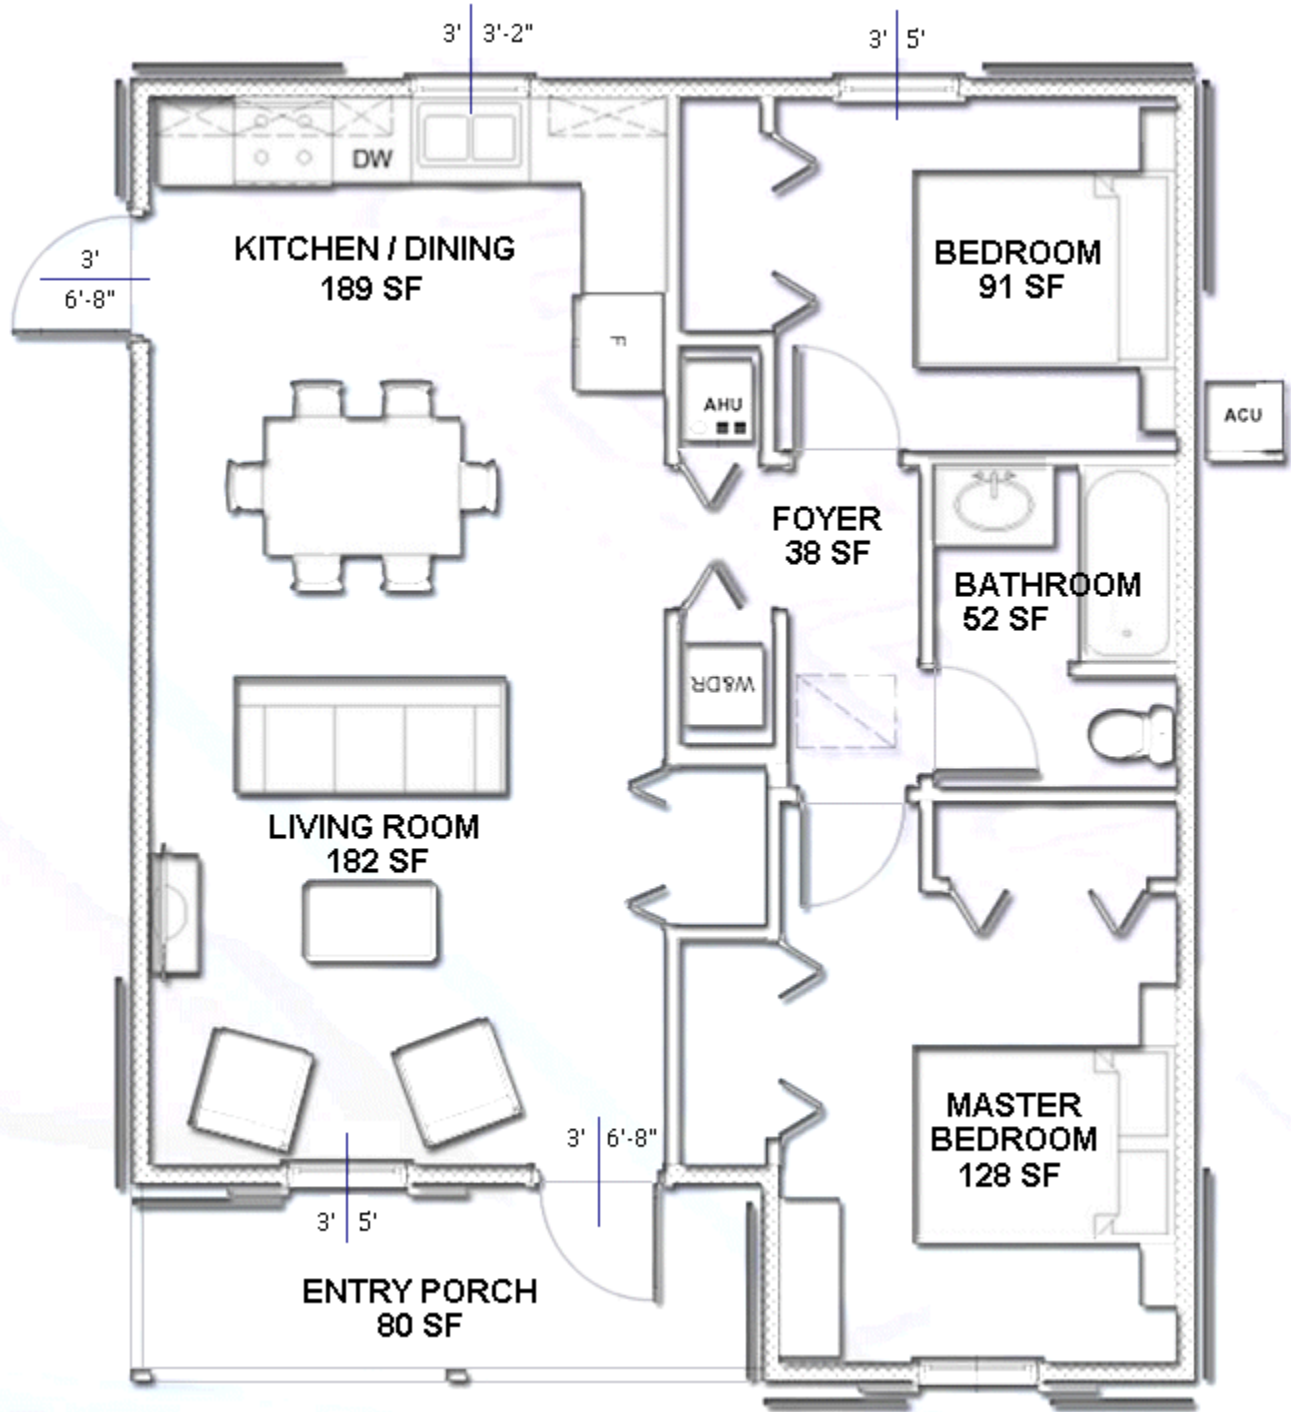 3' 3'-2"
3' 5'
DW
KITCHEN / DINING
189 SF
3'
6'-8"
F
BEDROOM
91 SF
AHU
ACU
FOYER
38 SF
BATHROOM
52 SF
W&DR
LIVING ROOM
182 SF
MASTER
BEDROOM
128 SF
3' 6'-8"
3' 5'
ENTRY PORCH
80 SF